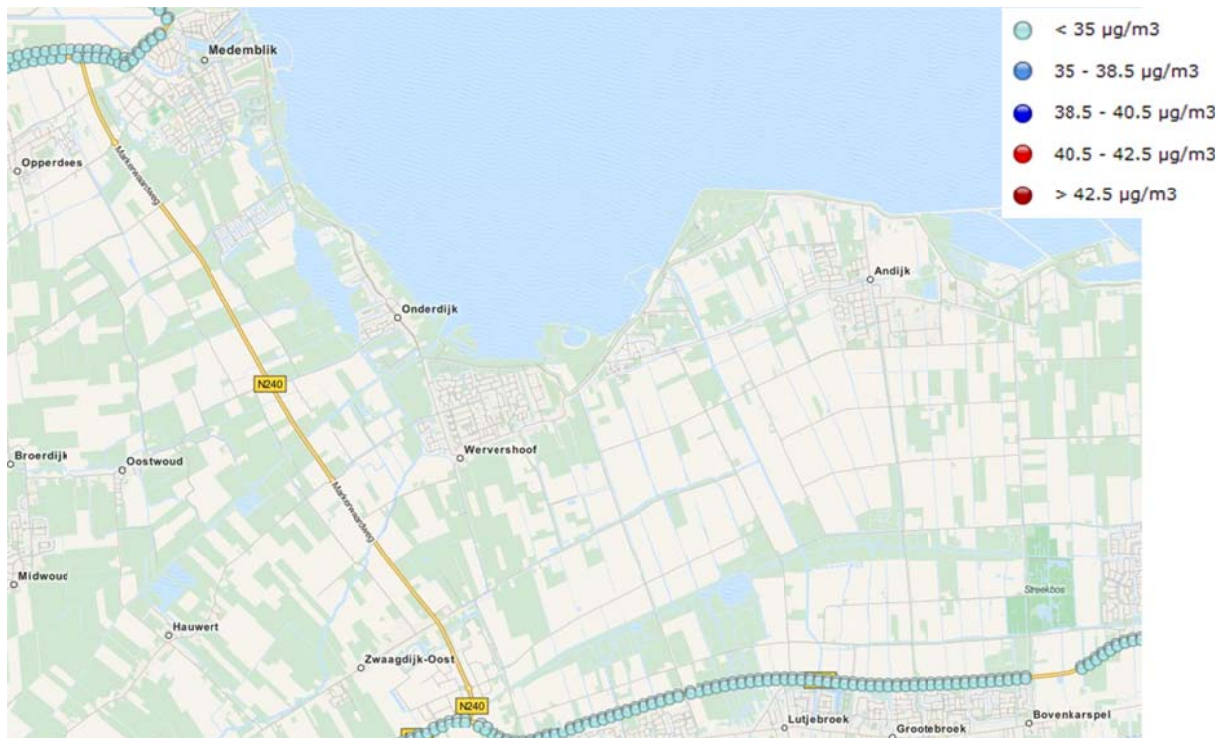 < 35 µg/m3
35 - 38.5 µg/m3
38.5 - 40.5 µg/m3
40.5 - 42.5 µg/m3
> 42.5 µg/m3
Medemblik
Opperdoes
Markerwaardweg
Andijk
Onderdijk
N240
Wervershoof
Broerdijk
Oostwoud
Markerwaardweg
Midwoud
Streekbos
Hauwert
Zwaagdijk-Oost
N240
Lutjebroek
Grootebroek
Bovenkarspel